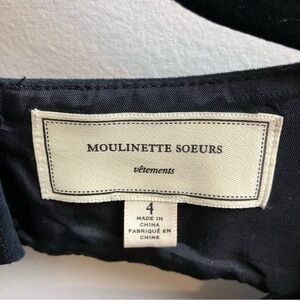 MOULINETTE SOEURS
vêtements
4
MADE IN
CHINA
FABRIQUÉ EN
CHINE